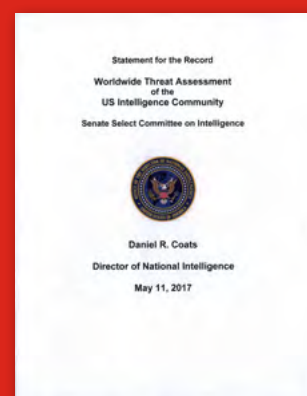 Statement for the Record
Worldwide Threat Assessment
of the
US Intelligence Community
Senate Select Committee on Intelligence
Daniel R. Coats
Director of National Intelligence
May 11, 2017